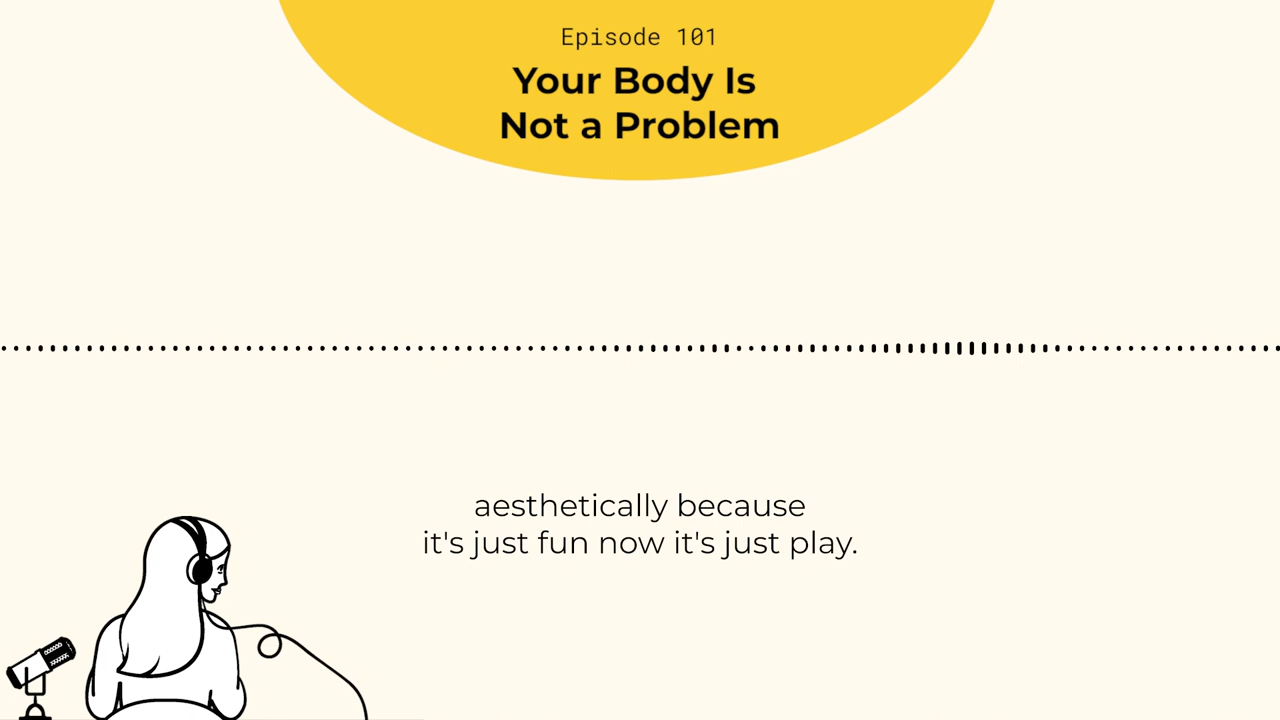 Episode 101
Your Body Is
Not a Problem
aesthetically because
it's just fun now it's just play.